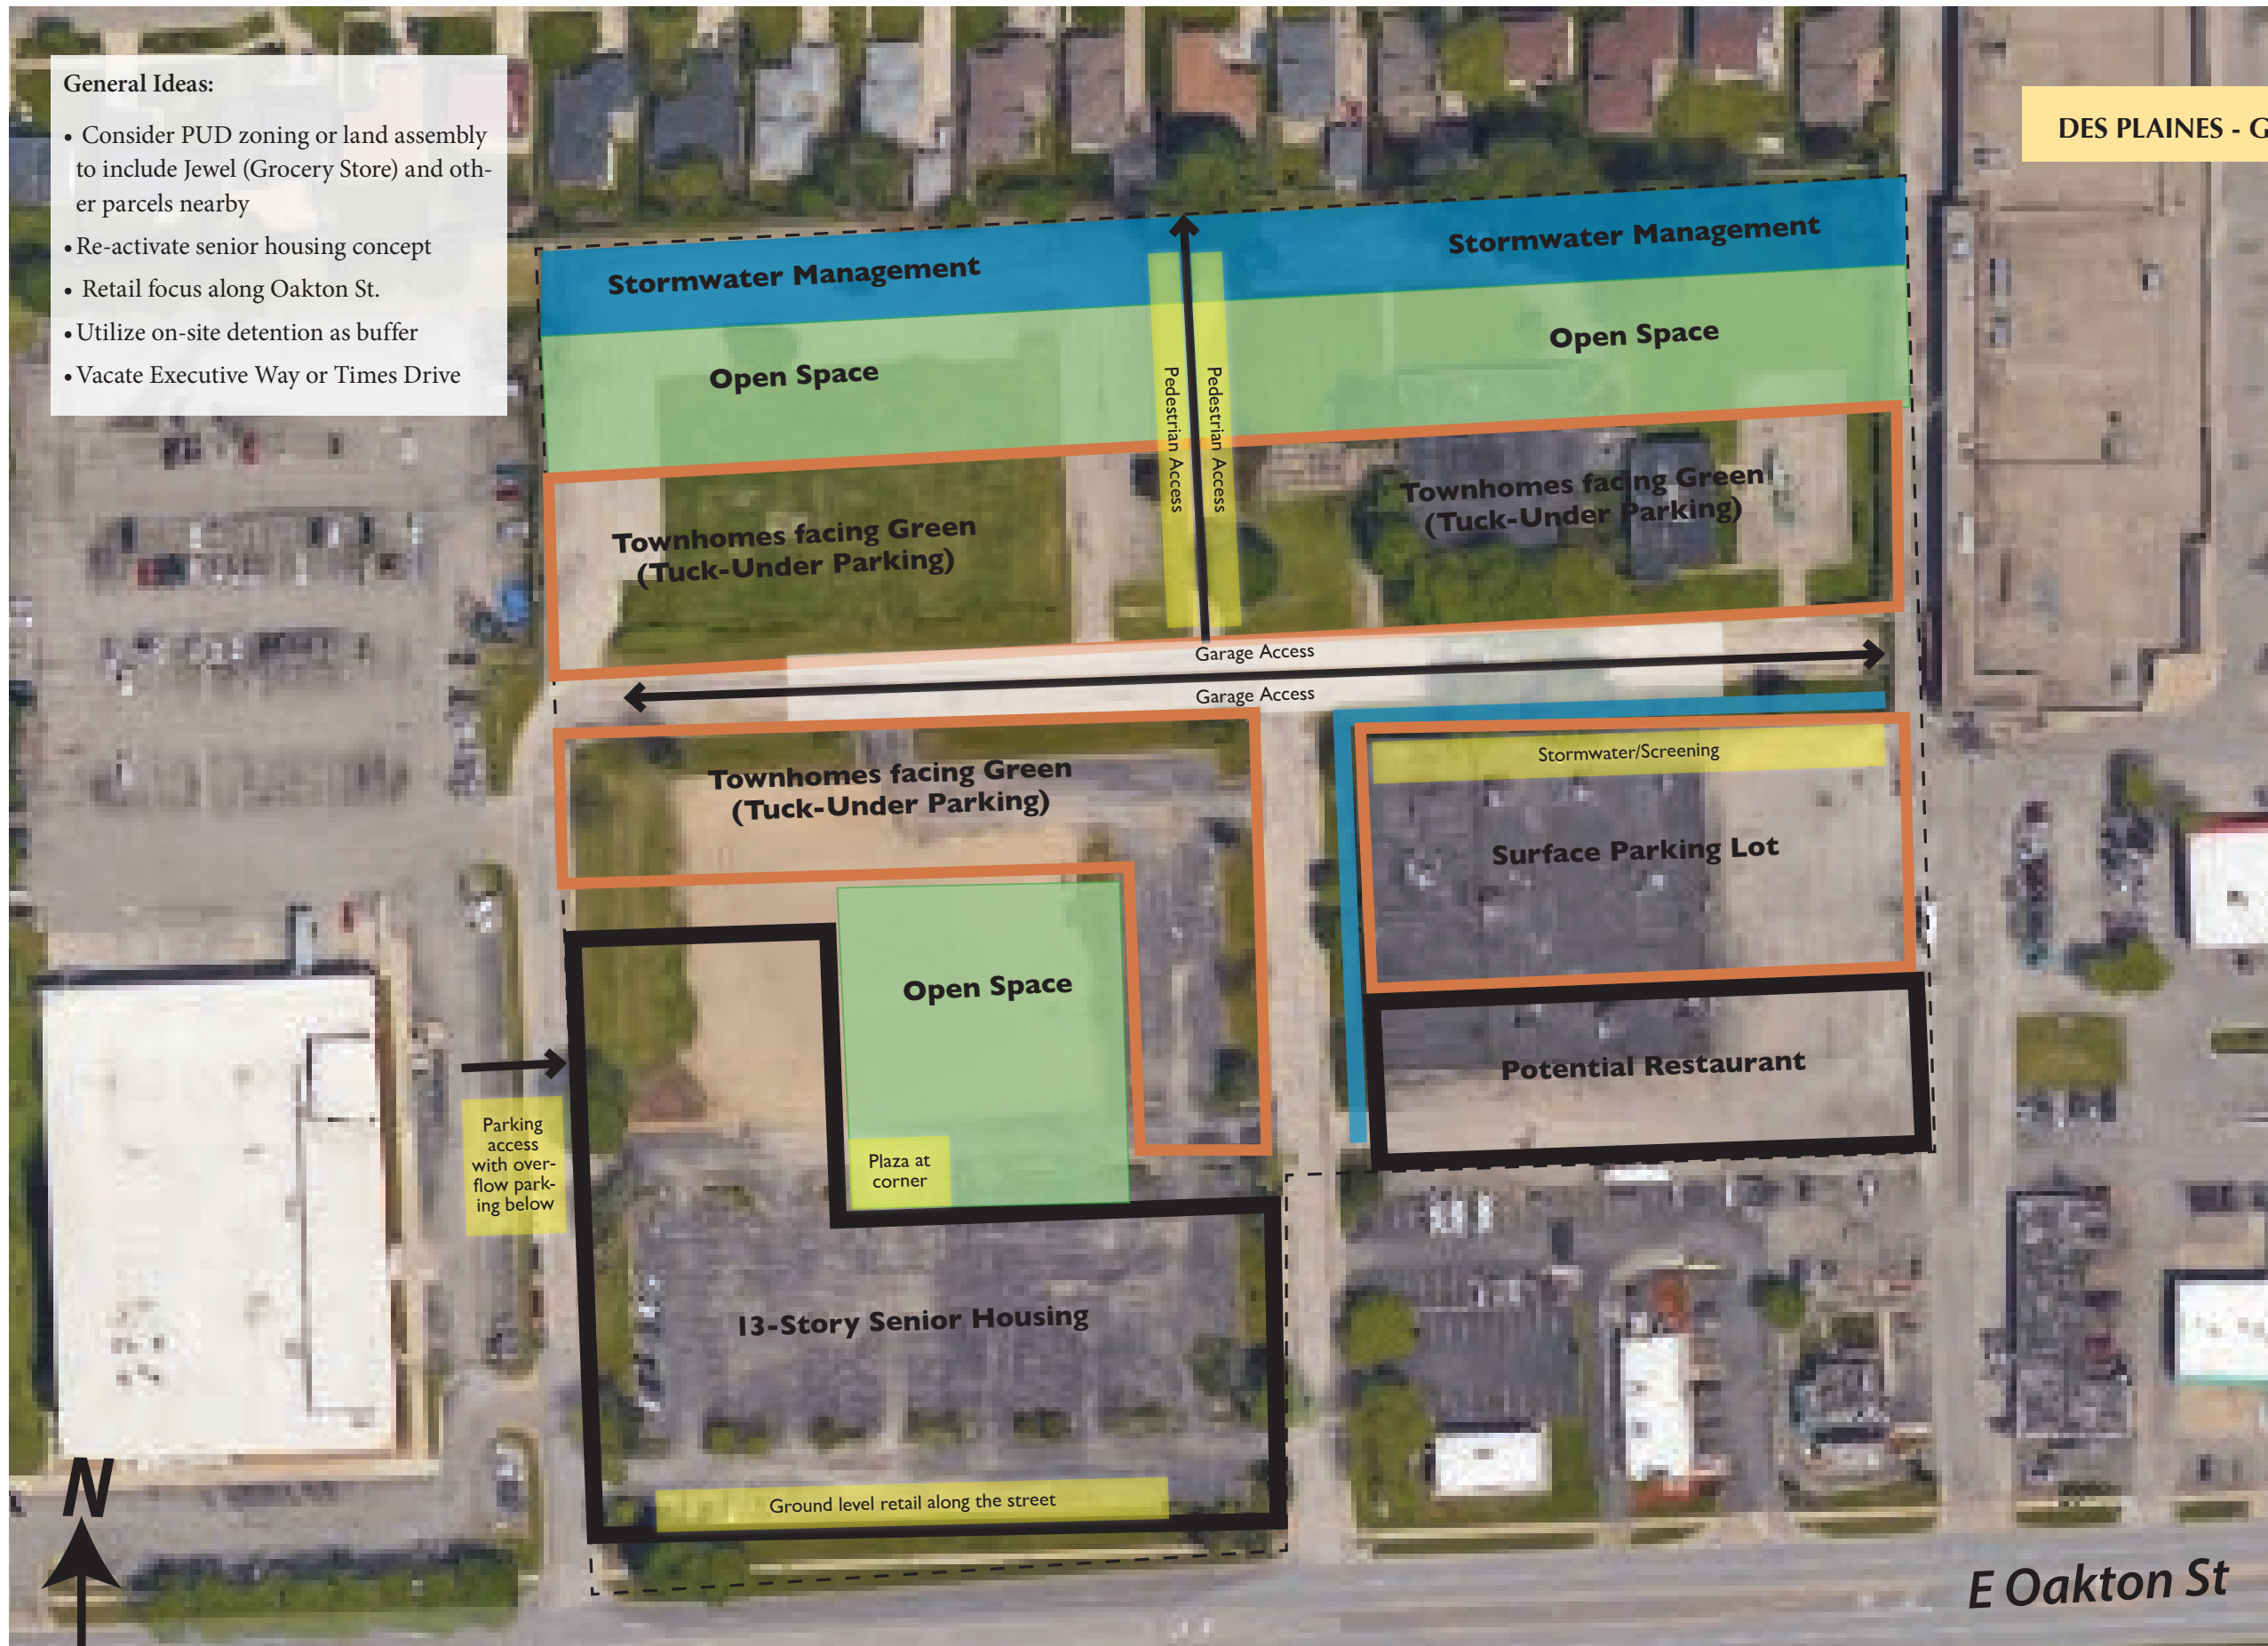 General Ideas:
• Consider PUD zoning or land assembly
to include Jewel (Grocery Store) and oth-
er parcels nearby
• Re-activate senior housing concept
• Retail focus along Oakton St.
• Utilize on-site detention as buffer
• Vacate Executive Way or Times Drive
DES PLAINES - G
Stormwater Management
Stormwater Management
Open Space
Open Space
Pedestrian Access
Pedestrian Access
Townhomes facing Green
(Tuck-Under Parking)
Townhomes facing Green
(Tuck-Under Parking)
Garage Access
Garage Access
Townhomes facing Green
(Tuck-Under Parking)
Stormwater/Screening
Surface Parking Lot
Open Space
Potential Restaurant
Parking
access
with over-
flow park-
ing below
Plaza at
corner
13-Story Senior Housing
Ground level retail along the street
N
E Oakton St